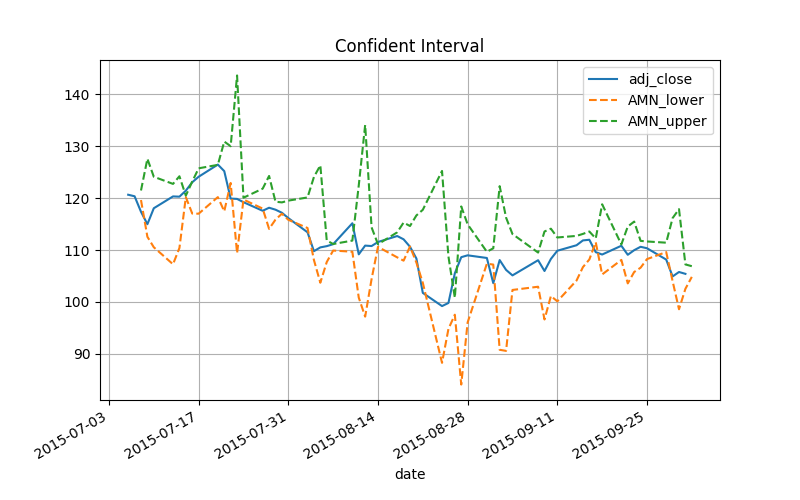 Confident Interval
adj_close
AMN_lower
AMN_upper
140
130
120
110
100
90
2015-07-03
2015-07-17
2015-07-31
2015-08-14
2015-08-28
2015-09-11
2015-09-25
date